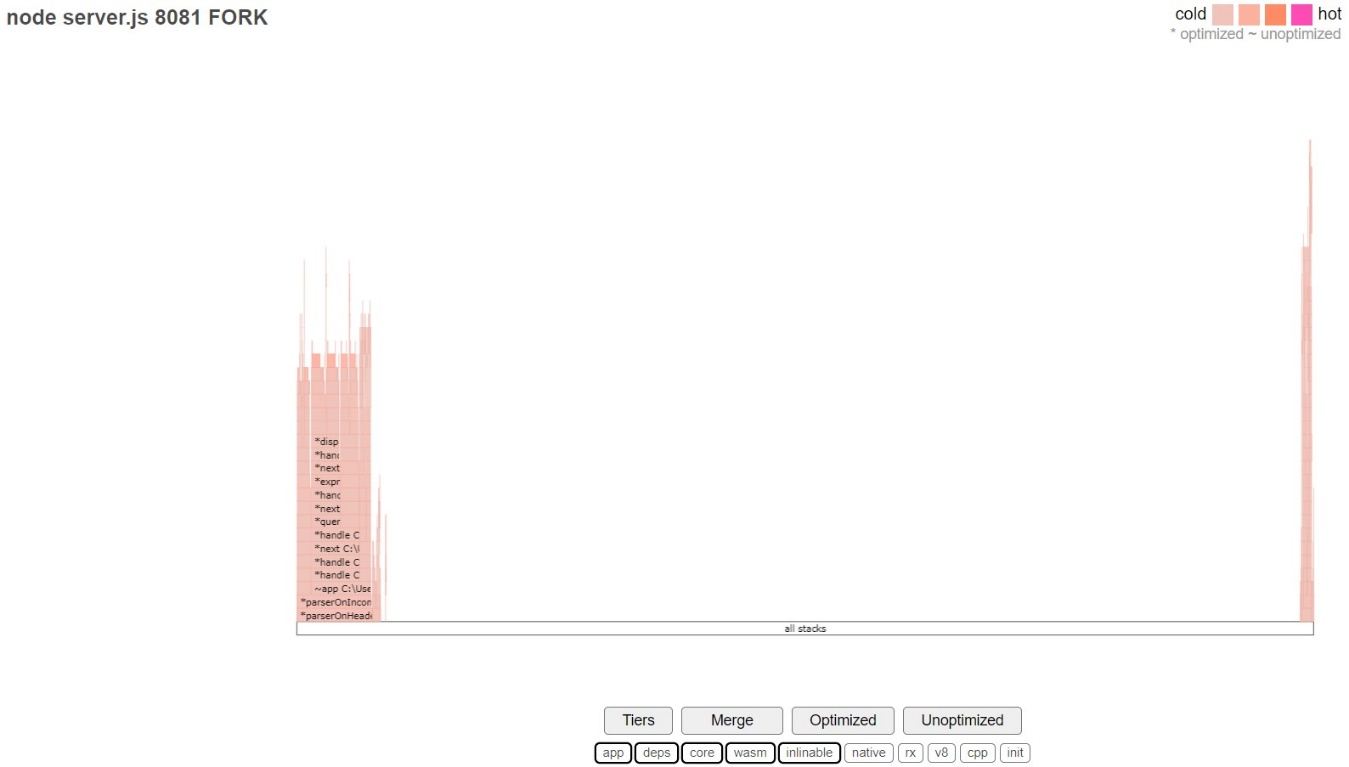 node server.js 8081 FORK
cold hot
* optimized ~ unoptimized
*disp
*hand
*next
*expr
*hanc
*next
*quer
*handle C
*next C:\
*handle C
*handle C
~app C:\Use
*parserOnIncon
*parserOnHeade
all stacks
Tiers Merge Optimized Unoptimized
app deps core wasm inlinable native rx v8 cpp init